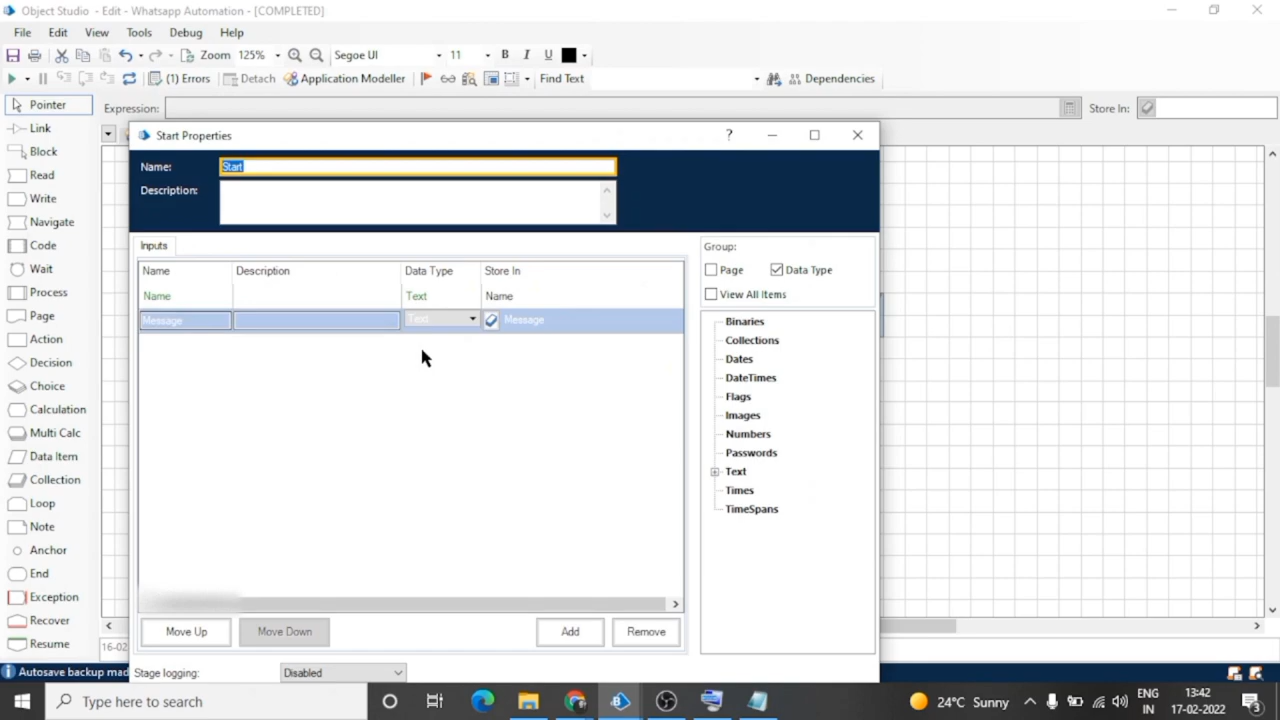 Object Studio - Edit - Whatsapp Automation - [COMPLETED]
File Edit View Tools Debug Help
Zoom 125% Segoe UI 11 B I U
(1) Errors Detach Application Modeller Find Text Dependencies
Pointer
Expression: Store In:
Link
Block
Read
Write
Navigate
Code
Wait
Process
Page
Action
Decision
Choice
Calculation
Multi Calc
Data Item
Collection
Loop
Note
Anchor
End
Exception
Recover
Resume
Start Properties
Name: Start
Description:
Inputs
Name Description Data Type Store In
Name Text Name
Message Text Message
Move Up Move Down Add Remove
Stage logging: Disabled
Group:
Page Data Type
View All Items
Binaries
Collections
Dates
DateTimes
Flags
Images
Numbers
Passwords
Text
Times
TimeSpans
16-02
Autosave backup mad
Type here to search
24°C Sunny
ENG
IN
13:42
17-02-2022
3